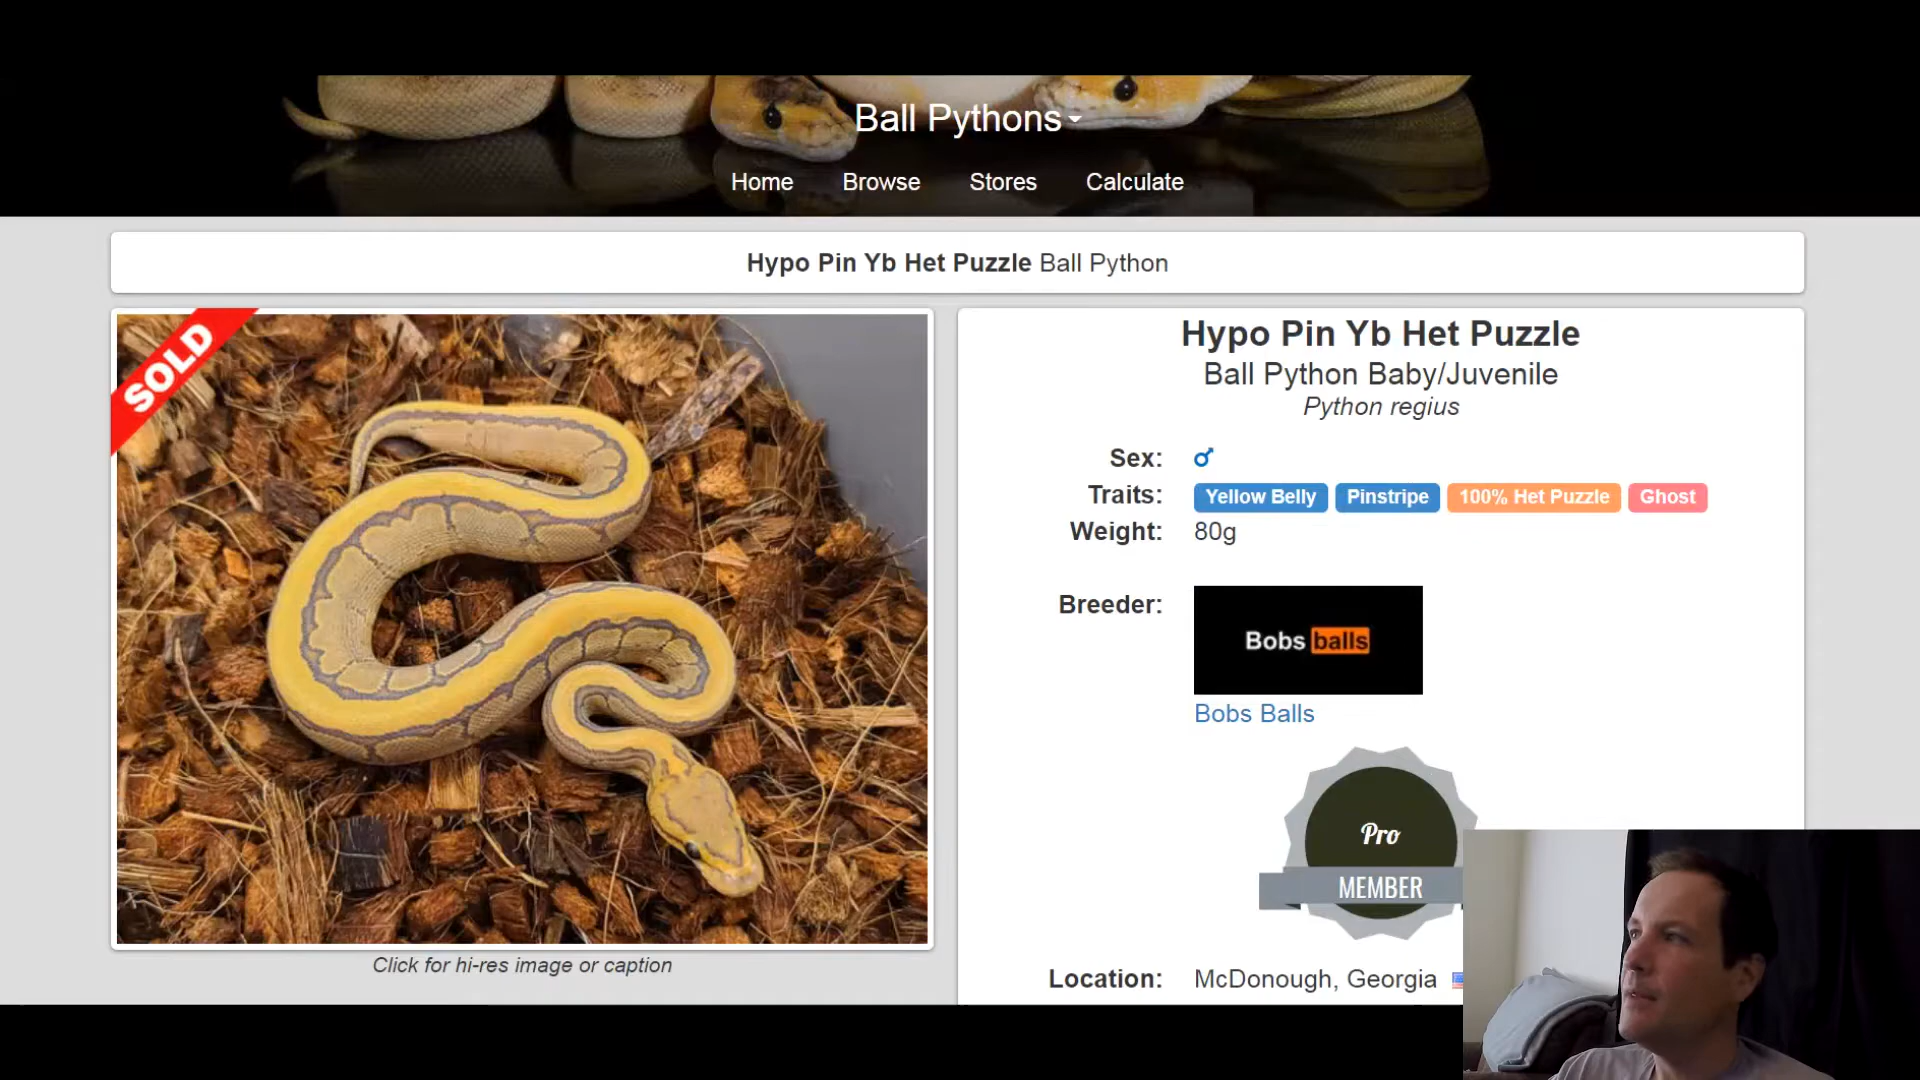 Ball Pythons
Home Browse Stores Calculate
Hypo Pin Yb Het Puzzle Ball Python
SOLD
Click for hi-res image or caption
Hypo Pin Yb Het Puzzle
Ball Python Baby/Juvenile
Python regius
Sex: ♂
Traits: Yellow Belly Pinstripe 100% Het Puzzle Ghost
Weight: 80g
Breeder:
Bobs balls
Bobs Balls
Pro
MEMBER
Location: McDonough, Georgia